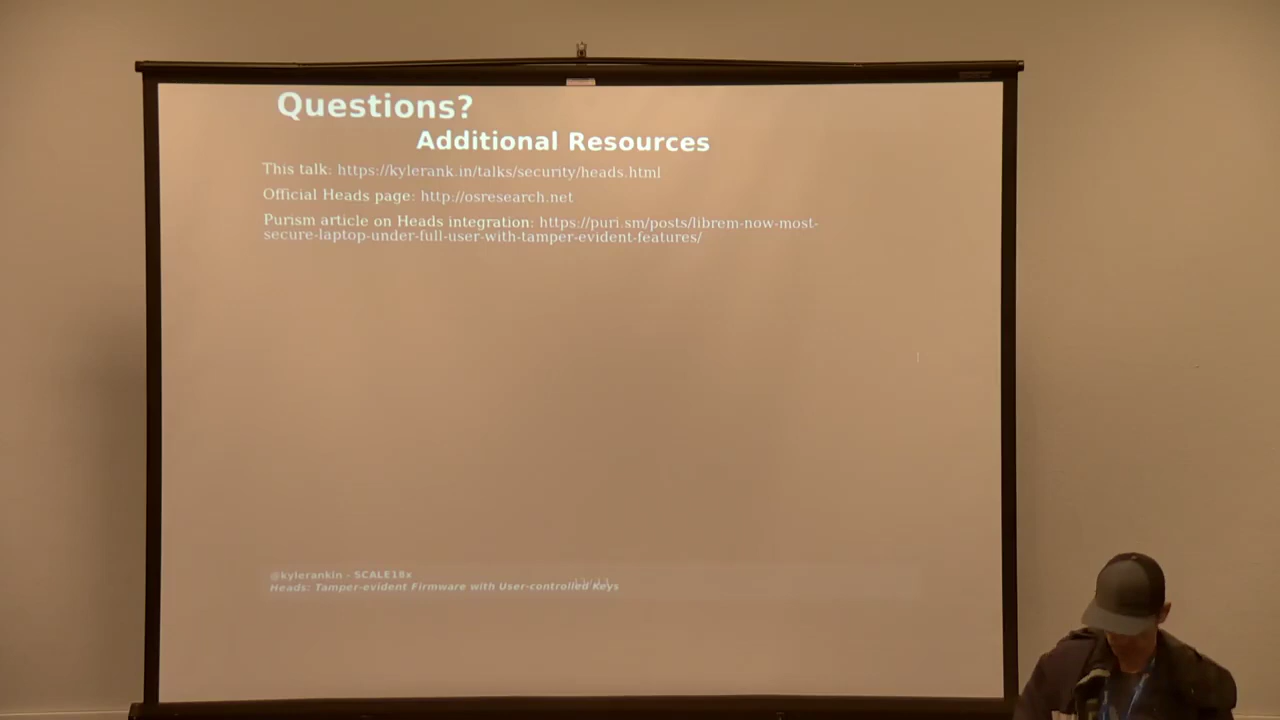 Questions?
Additional Resources
This talk: https://kylerank.in/talks/security/heads.html
Official Heads page: http://osresearch.net
Purism article on Heads integration: https://puri.sm/posts/librem-now-most-
secure-laptop-under-full-user-with-tamper-evident-features/
@kylerankin - SCALE18x
Heads: Tamper-evident Firmware with User-controlled Keys